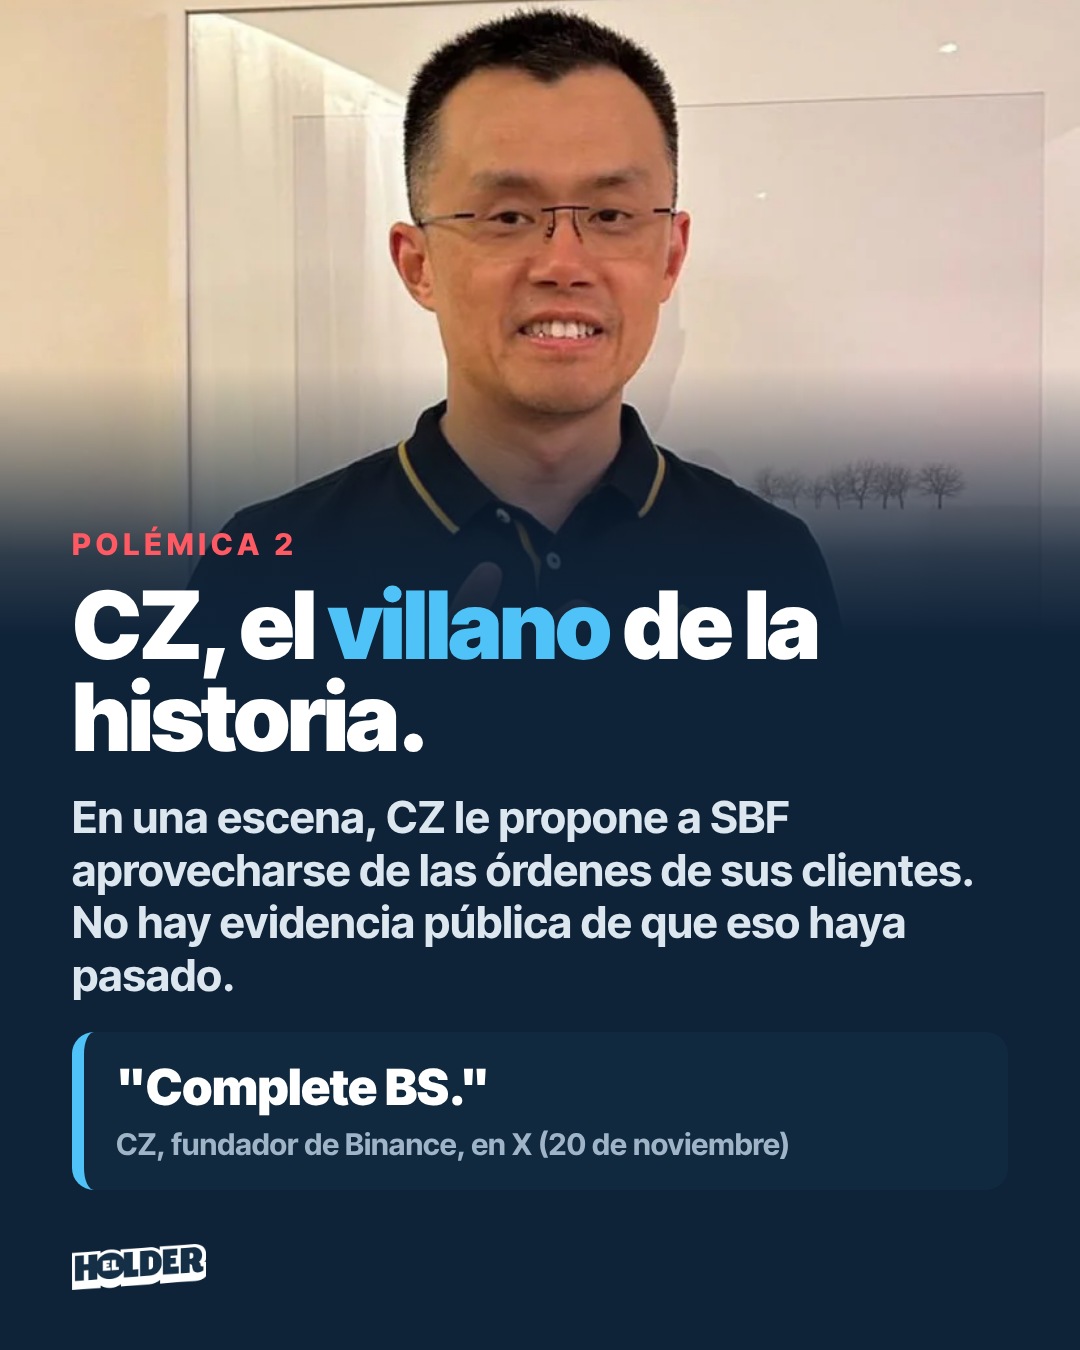 POLÉMICA 2
CZ, el villano de la
historia.
En una escena, CZ le propone a SBF
aprovecharse de las órdenes de sus clientes.
No hay evidencia pública de que eso haya
pasado.
"Complete BS."
CZ, fundador de Binance, en X (20 de noviembre)
EL HOLDER